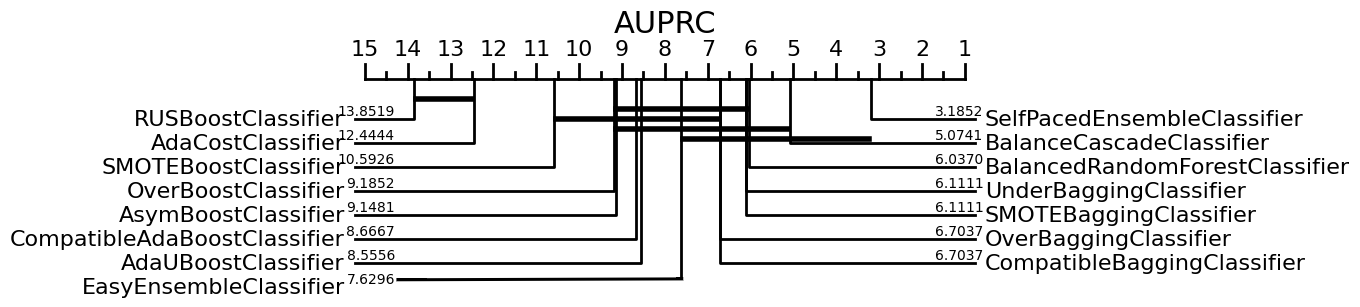 AUPRC
15 14 13 12 11 10 9 8 7 6 5 4 3 2 1
RUSBoostClassifier 13.8519
AdaCostClassifier 12.4444
SMOTEBoostClassifier 10.5926
OverBoostClassifier 9.1852
AsymBoostClassifier 9.1481
CompatibleAdaBoostClassifier 8.6667
AdaUBoostClassifier 8.5556
EasyEnsembleClassifier 7.6296
3.1852 SelfPacedEnsembleClassifier
5.0741 BalanceCascadeClassifier
6.0370 BalancedRandomForestClassifier
6.1111 UnderBaggingClassifier
6.1111 SMOTEBaggingClassifier
6.7037 OverBaggingClassifier
6.7037 CompatibleBaggingClassifier